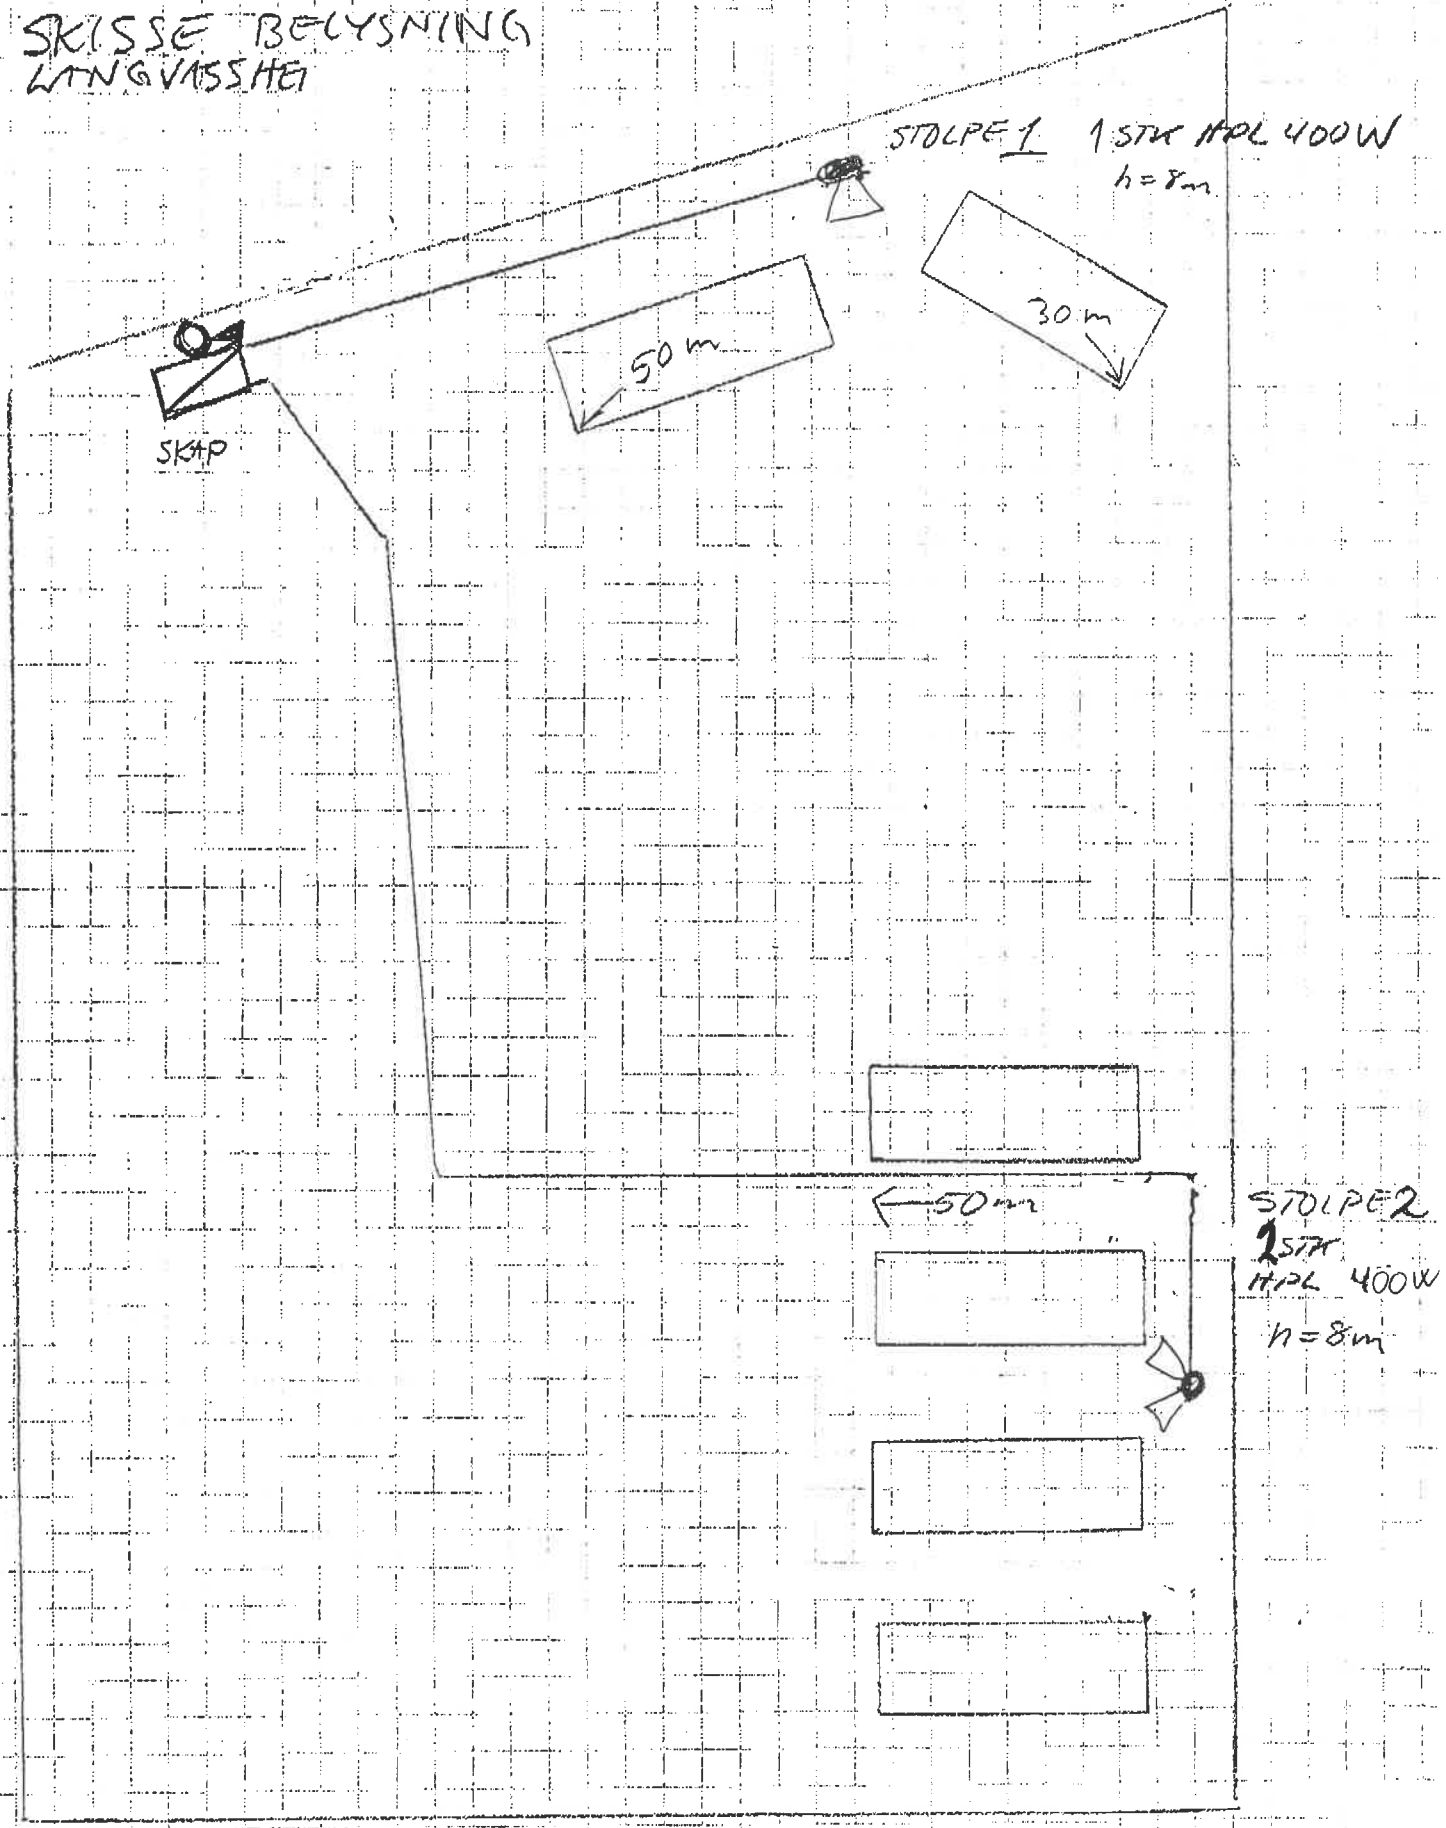 SKISSE BELYSNING
LANGVASSHEI
STOLPE 1 1 STK HPL 400W
h=8m
30 m
50 m
SKAP
←50m
STOLPE 2
2 STK
HPL 400W
h=8m